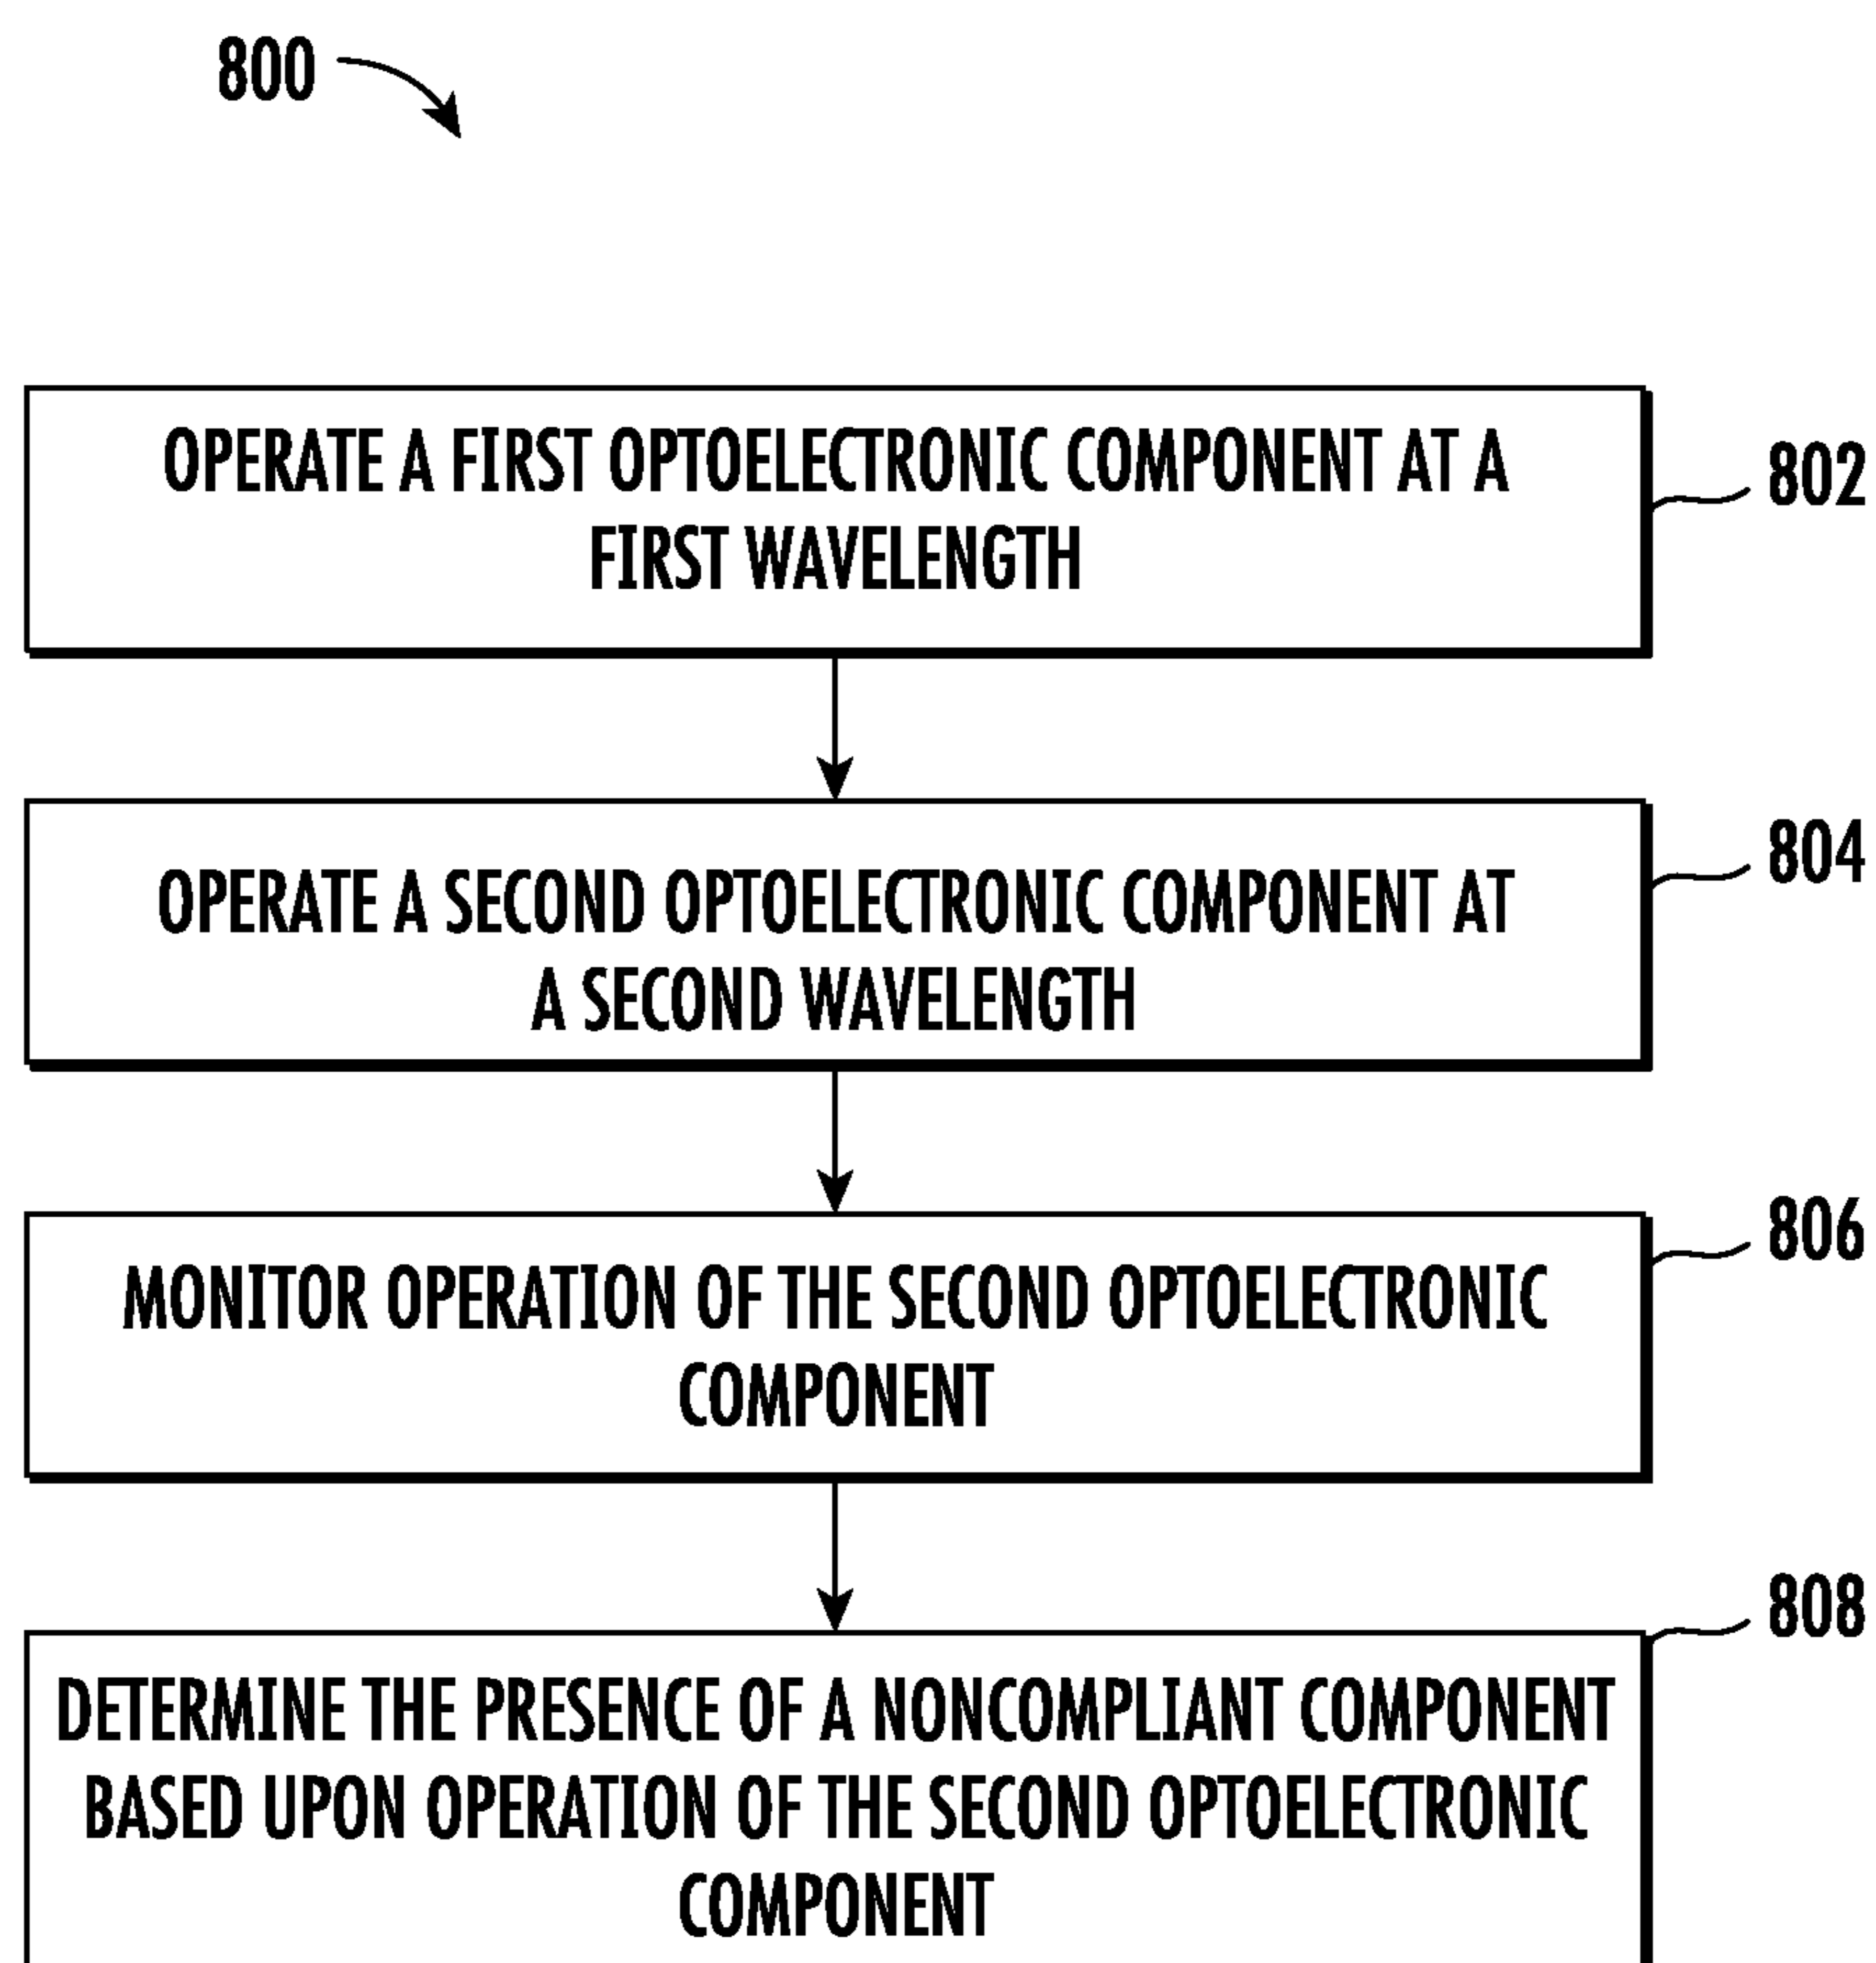 800
OPERATE A FIRST OPTOELECTRONIC COMPONENT AT A
FIRST WAVELENGTH
802
OPERATE A SECOND OPTOELECTRONIC COMPONENT AT
A SECOND WAVELENGTH
804
MONITOR OPERATION OF THE SECOND OPTOELECTRONIC
COMPONENT
806
DETERMINE THE PRESENCE OF A NONCOMPLIANT COMPONENT
BASED UPON OPERATION OF THE SECOND OPTOELECTRONIC
COMPONENT
808